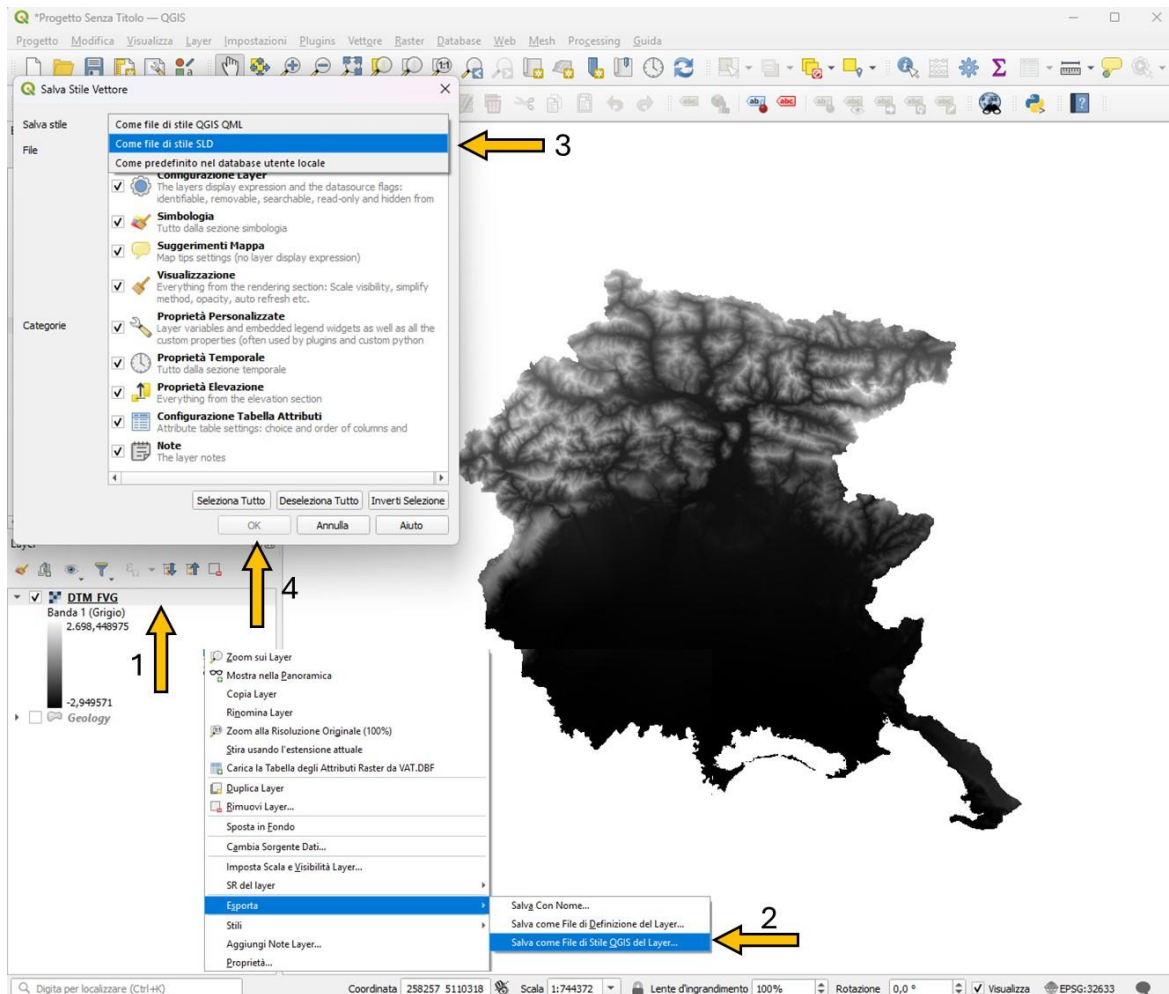 *Progetto Senza Titolo — QGIS
Progetto Modifica Visualizza Layer Impostazioni Plugins Vettore Raster Database Web Mesh Processing Guida
Salva Stile Vettore
Salva stile
Come file di stile QGIS QML
File
Come file di stile SLD
3
Come predefinito nel database utente locale
Configurazione Layer
The layers display expression and the datasource flags:
identifiable, removable, searchable, read-only and hidden from
Simbologia
Tutto dalla sezione simbologia
Suggerimenti Mappa
Map tips settings (no layer display expression)
Visualizzazione
Everything from the rendering section: Scale visibility, simplify
method, opacity, auto refresh etc.
Categorie
Proprietà Personalizzate
Layer variables and embedded legend widgets as well as all the
custom properties (often used by plugins and custom python
Proprietà Temporale
Tutto dalla sezione temporale
Proprietà Elevazione
Everything from the elevation section
Configurazione Tabella Attributi
Attribute table settings: choice and order of columns and
Note
The layer notes
Seleziona Tutto Deseleziona Tutto Inverti Selezione
OK Annulla Aiuto
4
DTM FVG
Banda 1 (Grigio)
2.698,448975
1
-2,949571
Geology
Zoom sui Layer
Mostra nella Panoramica
Copia Layer
Rinomina Layer
Zoom alla Risoluzione Originale (100%)
Stira usando l'estensione attuale
Carica la Tabella degli Attributi Raster da VAT.DBF
Duplica Layer
Rimuovi Layer...
Sposta in Fondo
Cambia Sorgente Dati...
Imposta Scala e Visibilità Layer...
SR del layer
Esporta
Stili
Aggiungi Note Layer...
Proprietà...
Salva Con Nome...
Salva come File di Definizione del Layer...
Salva come File di Stile QGIS del Layer...
2
Digita per localizzare (Ctrl+K) Coordinata 258257 5110318 Scala 1:744372 Lente d'ingrandimento 100% Rotazione 0,0 ° Visualizza EPSG:32633